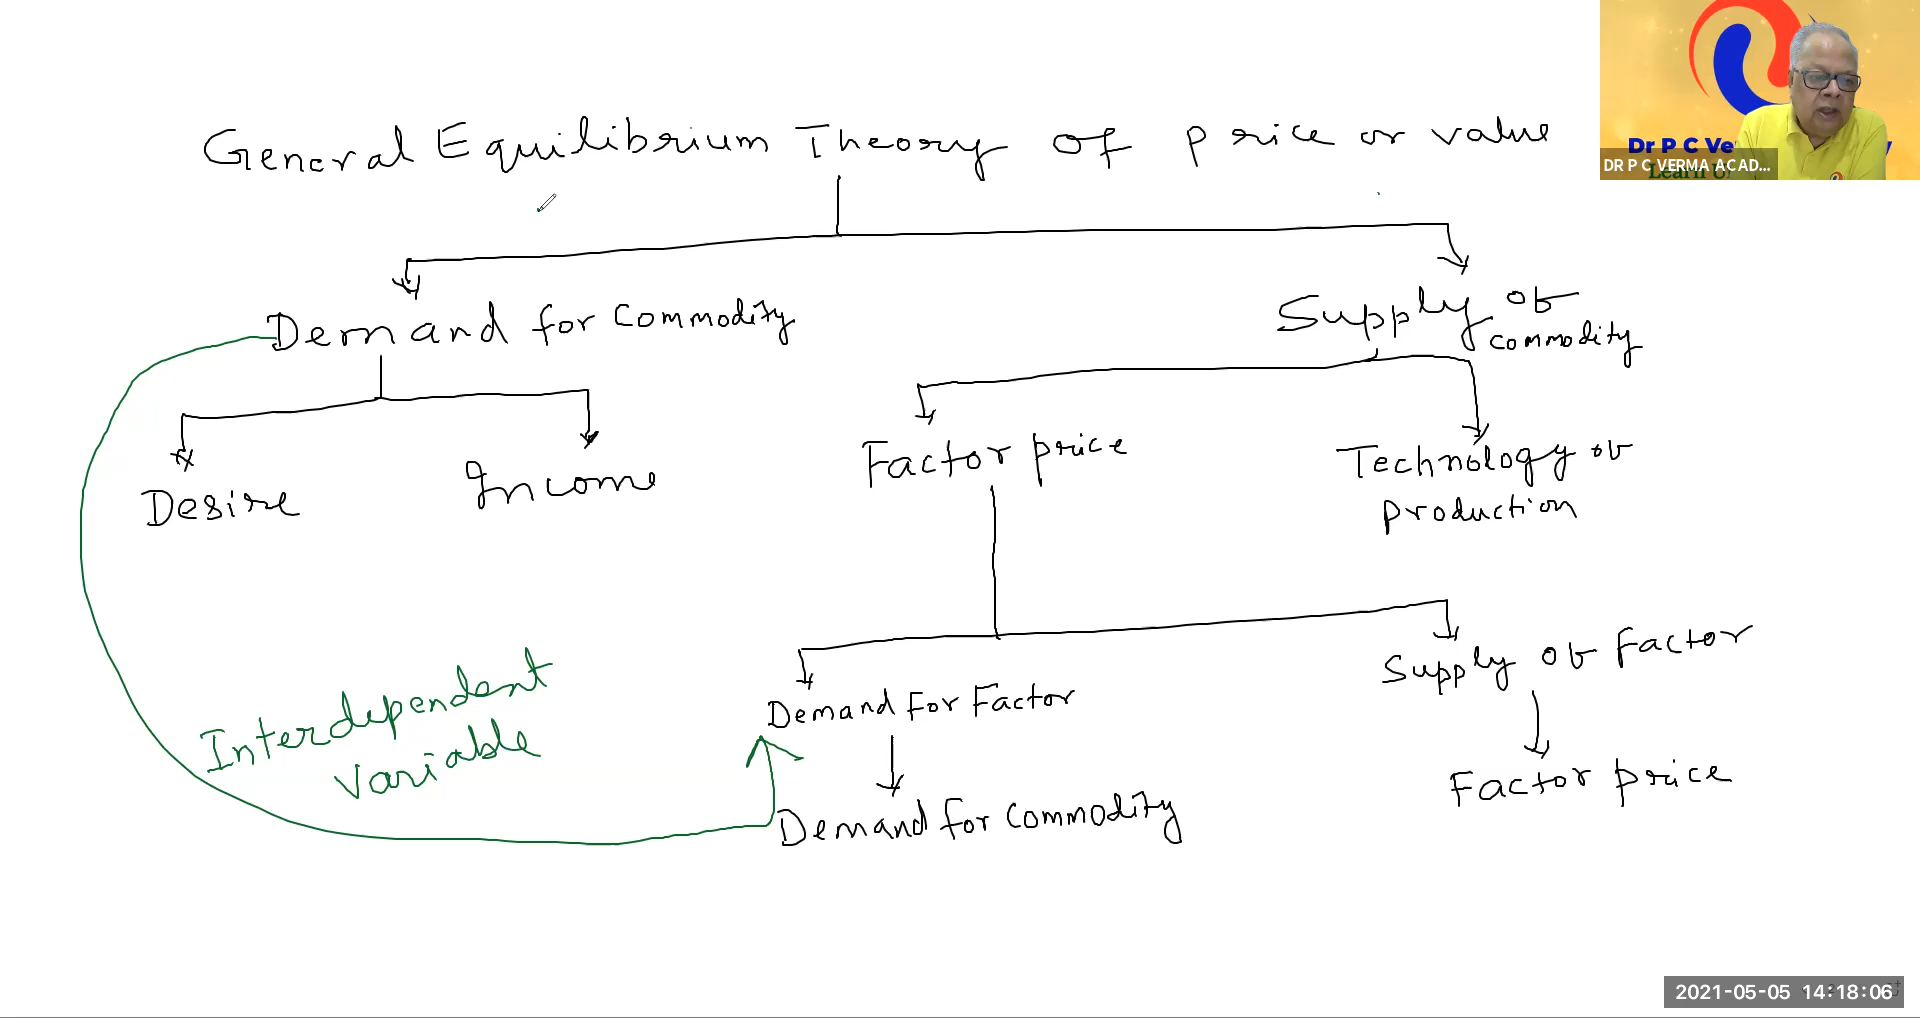 General Equilibrium Theory of price or value
Dr P C Ve
DR P C VERMA ACAD...
Learn U
Demand for commodity
Supply of
commodity
Desire
Income
Factor price
Technology of
production
Interdependent
variable
Demand For Factor
Supply of Factor
Demand for commodity
Factor price
2021-05-05 14:18:06